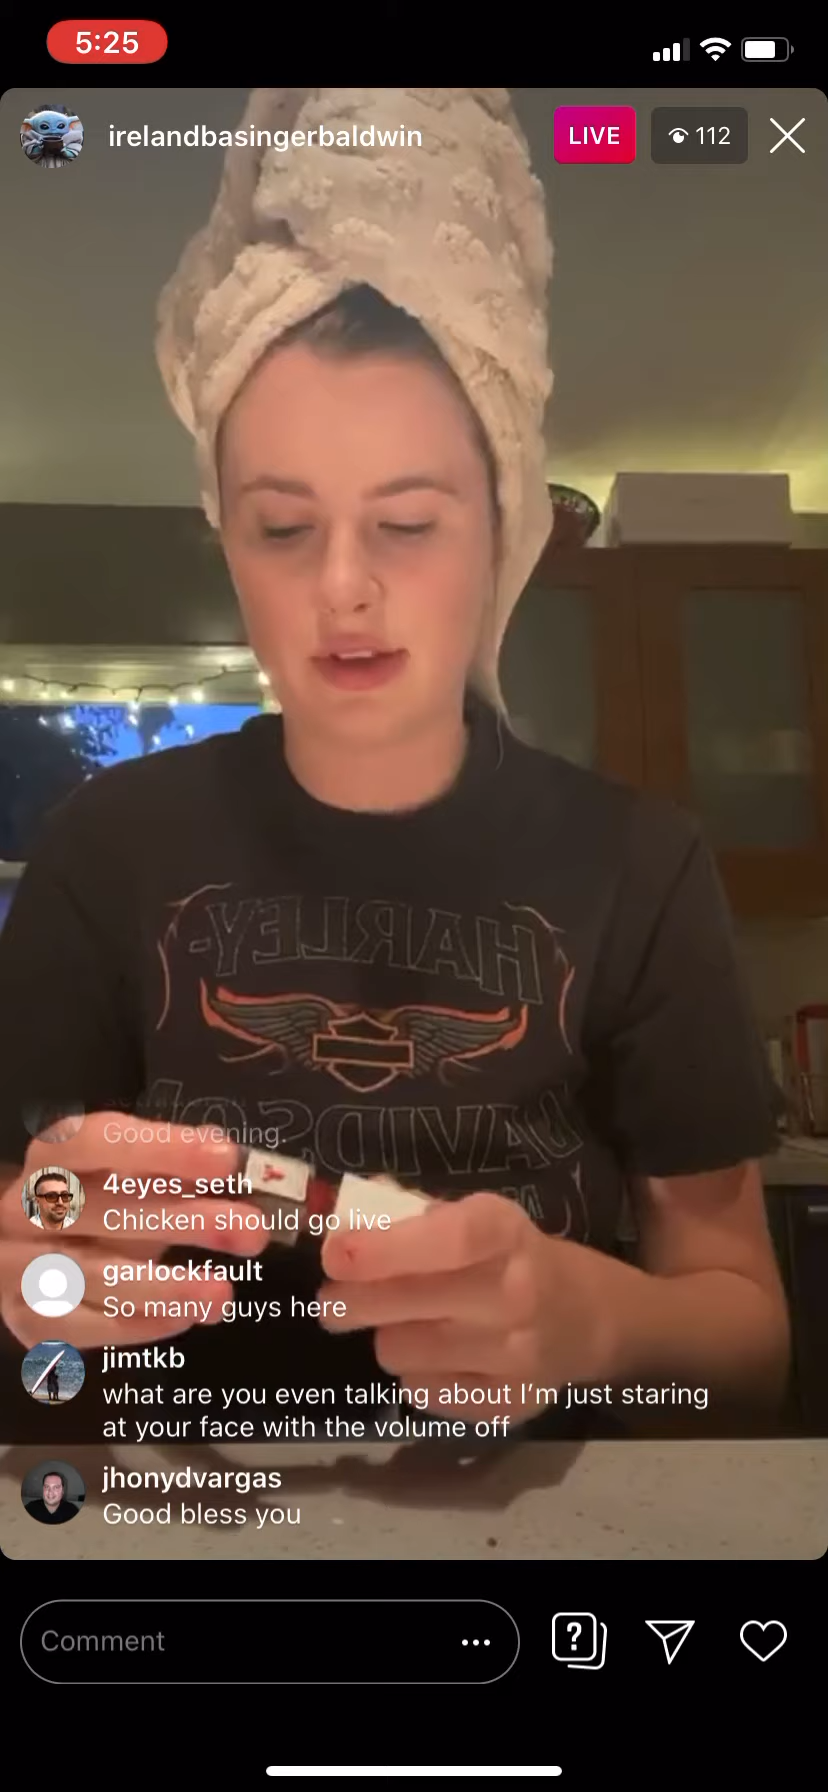 5:25
irelandbasingerbaldwin
LIVE
112
HARLEY-
DAVIDSON
Good evening.
4eyes_seth
Chicken should go live
garlockfault
So many guys here
jimtkb
what are you even talking about I'm just staring
at your face with the volume off
jhonydvargas
Good bless you
Comment